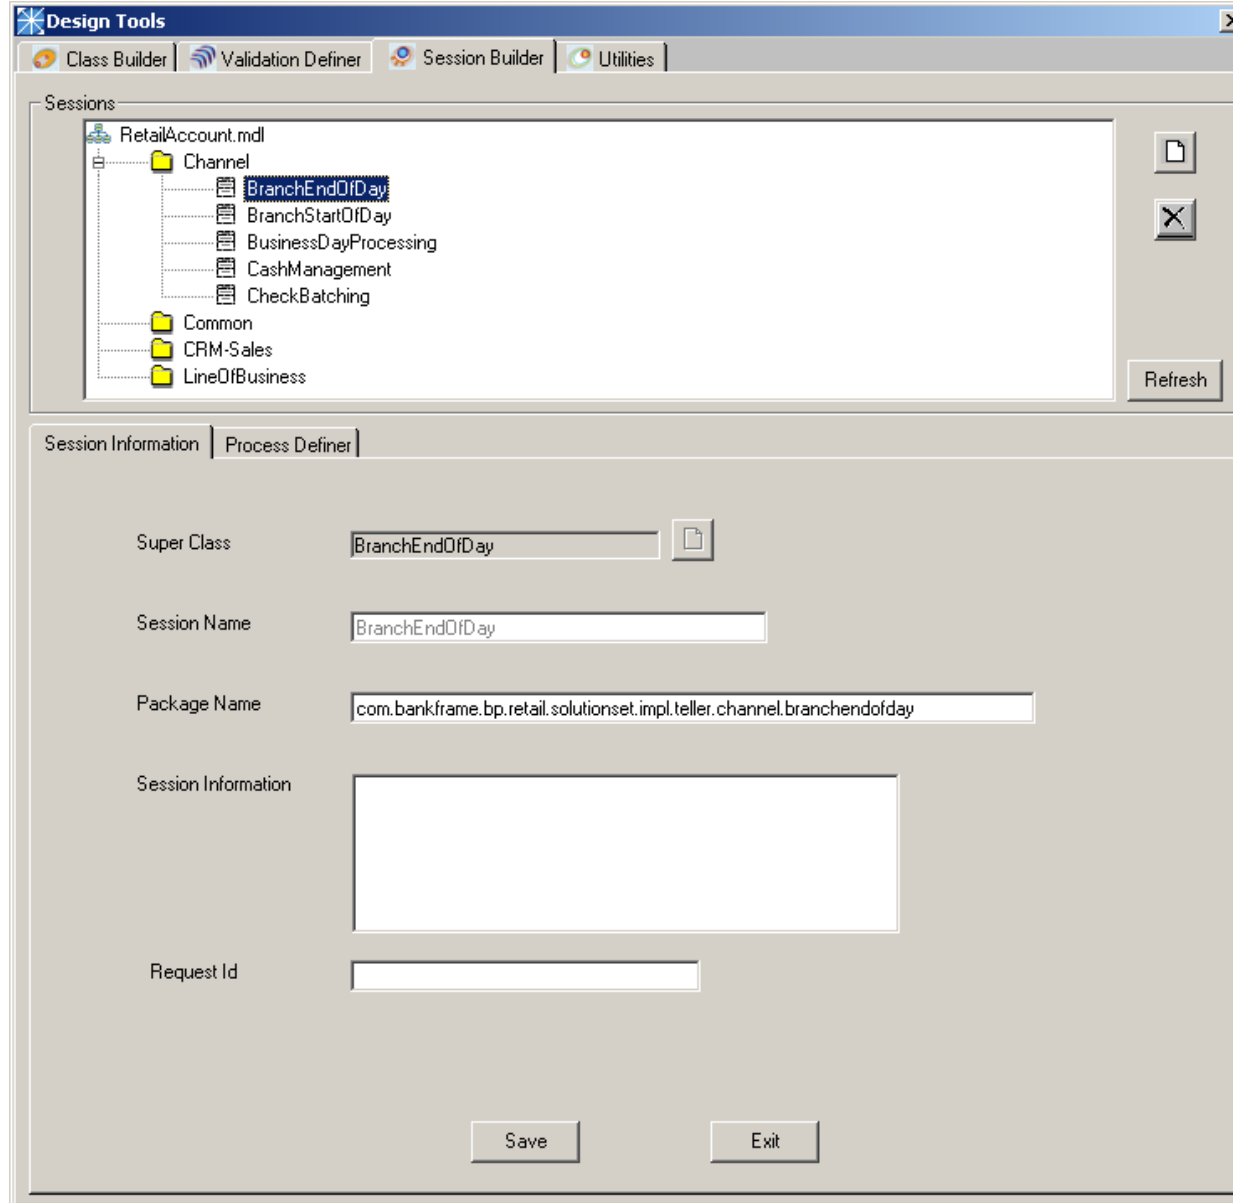 Design Tools
Class Builder Validation Definer Session Builder Utilities
Sessions
RetailAccount.mdl
Channel
BranchEndOfDay
BranchStartOfDay
BusinessDayProcessing
CashManagement
CheckBatching
Common
CRM-Sales
LineOfBusiness
Refresh
Session Information Process Definer
Super Class BranchEndOfDay
Session Name BranchEndOfDay
Package Name com.bankframe.bp.retail.solutionset.impl.teller.channel.branchendofday
Session Information
Request Id
Save Exit